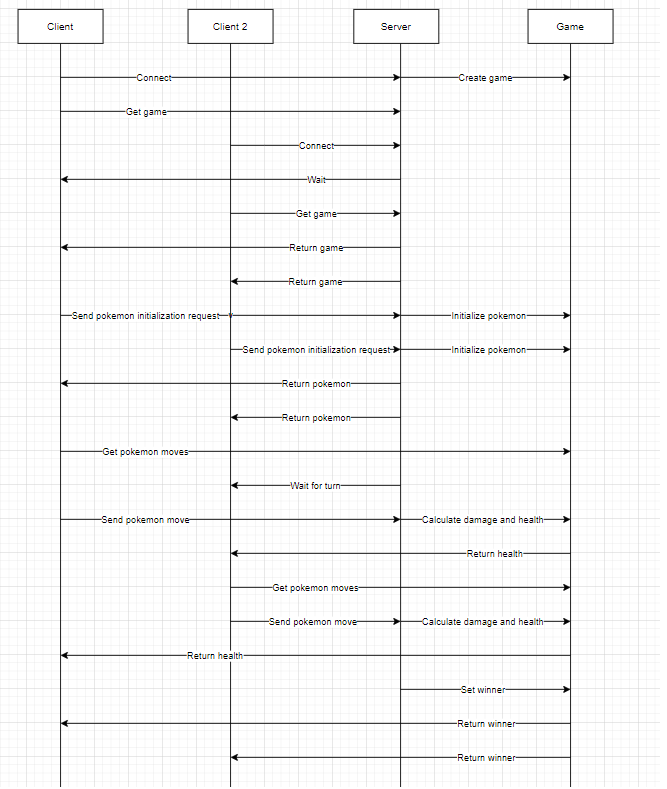 Client
Client 2
Server
Game
Connect
Create game
Get game
Connect
Wait
Get game
Return game
Return game
Send pokemon initialization request
Initialize pokemon
Send pokemon initialization request
Initialize pokemon
Return pokemon
Return pokemon
Get pokemon moves
Wait for turn
Send pokemon move
Calculate damage and health
Return health
Get pokemon moves
Send pokemon move
Calculate damage and health
Return health
Set winner
Return winner
Return winner